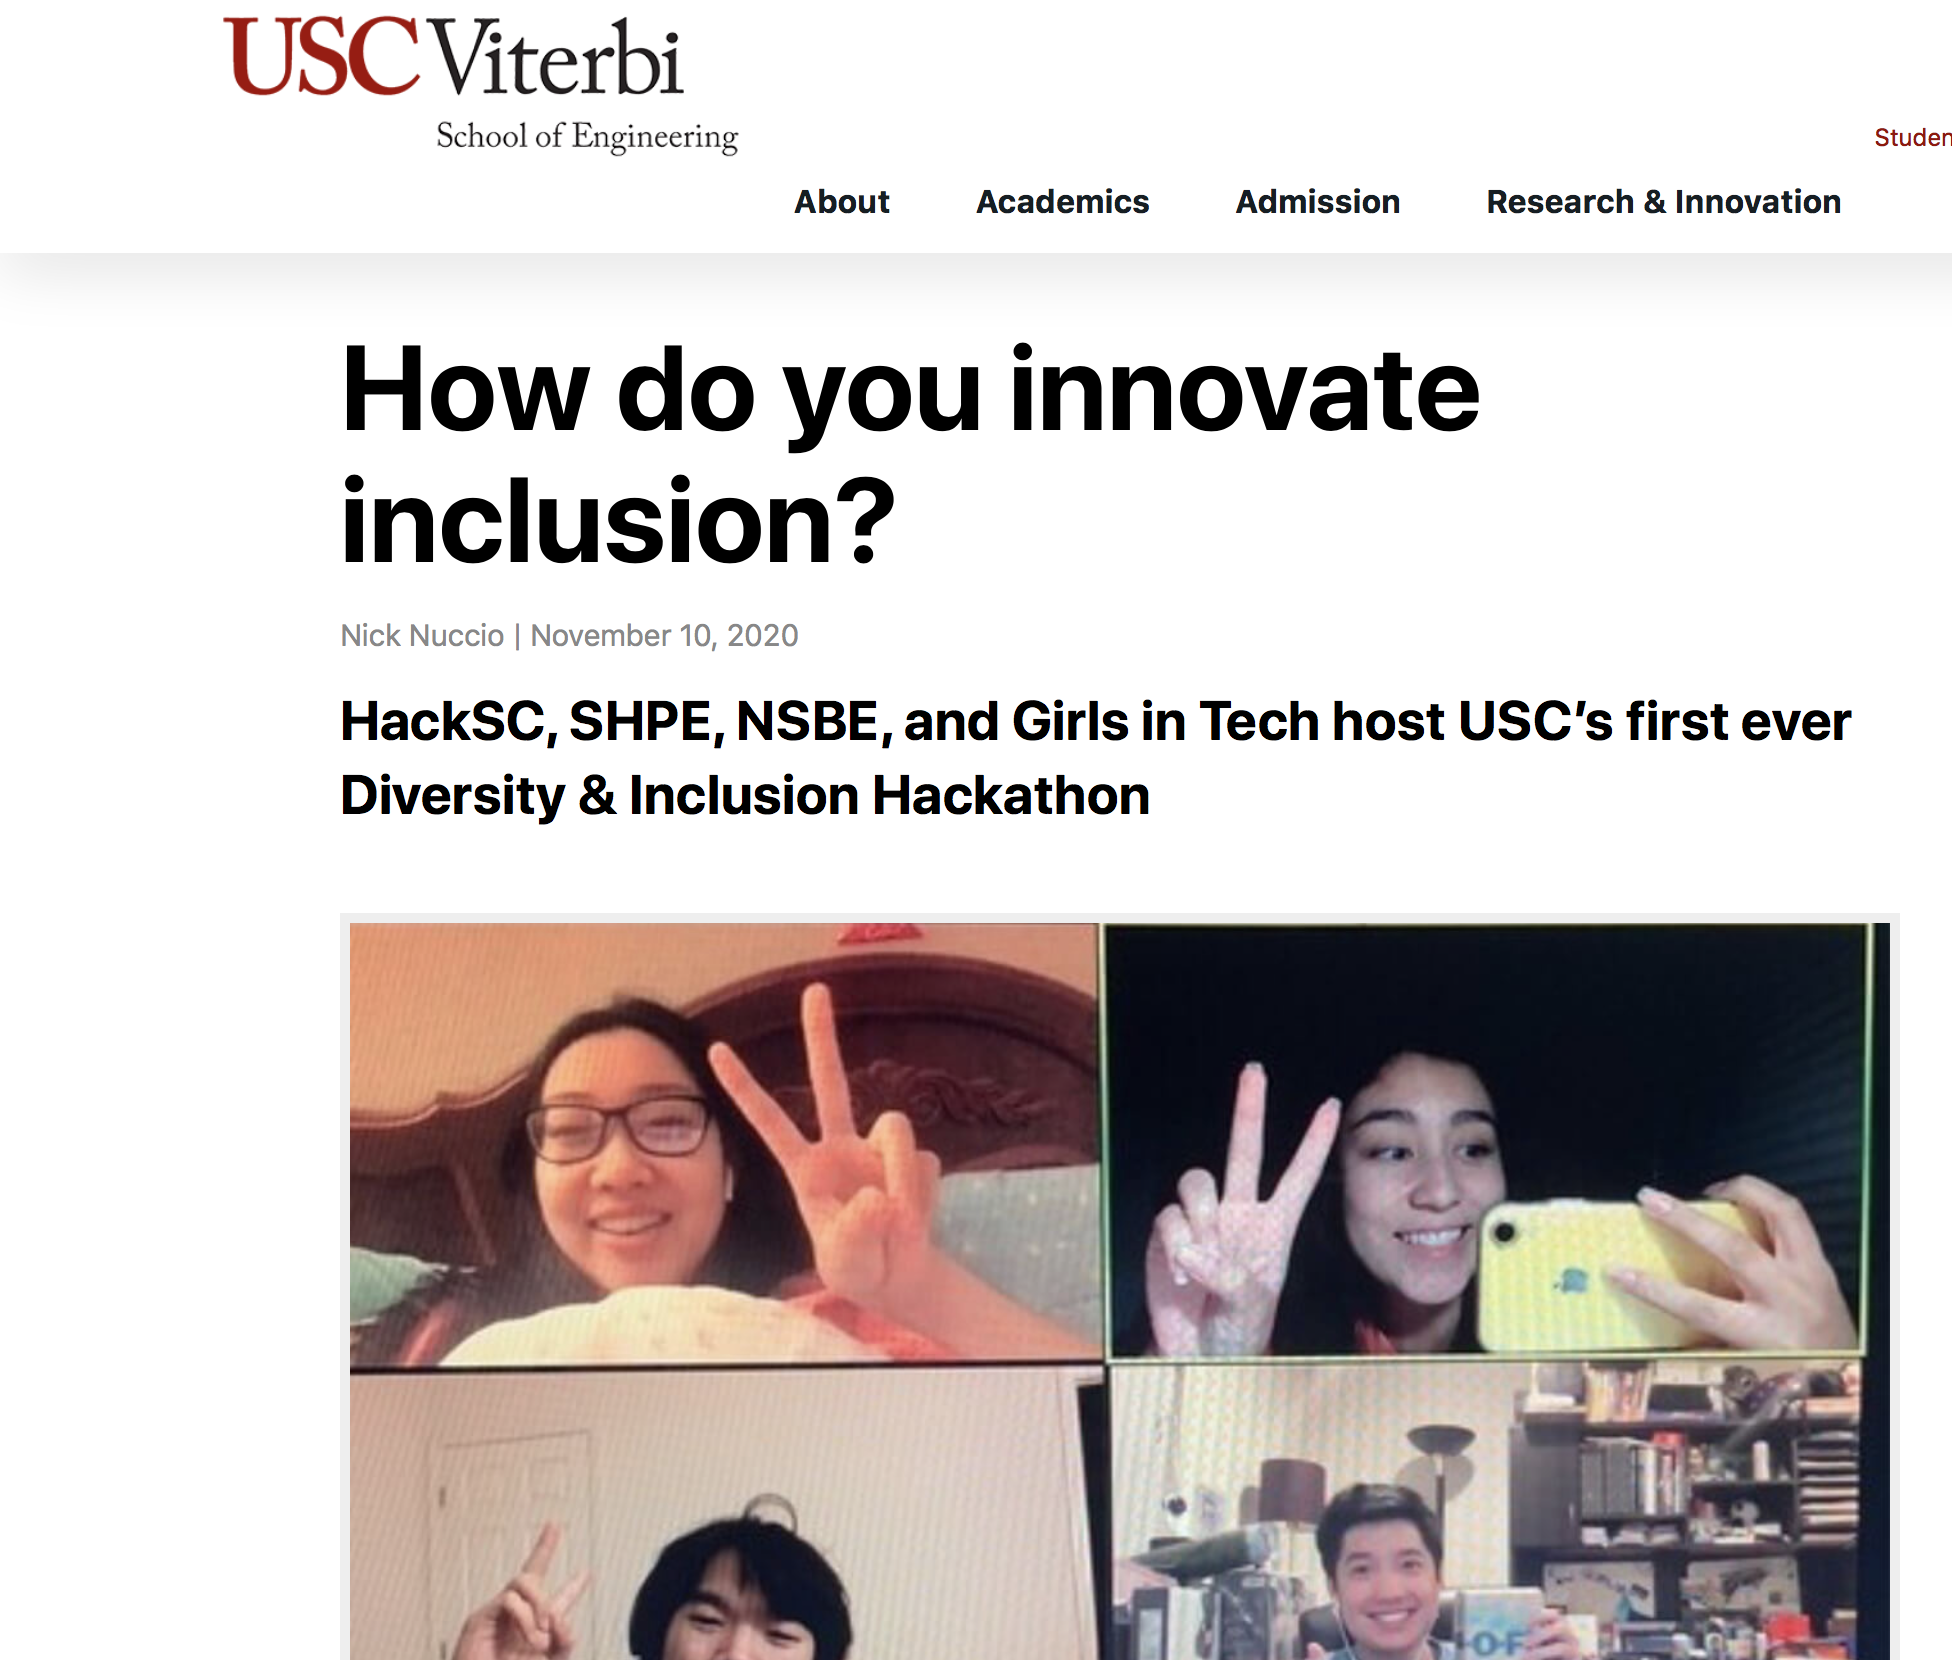 USC Viterbi
School of Engineering
Studen
About Academics Admission Research & Innovation
How do you innovate
inclusion?
Nick Nuccio | November 10, 2020
HackSC, SHPE, NSBE, and Girls in Tech host USC’s first ever
Diversity & Inclusion Hackathon
OF